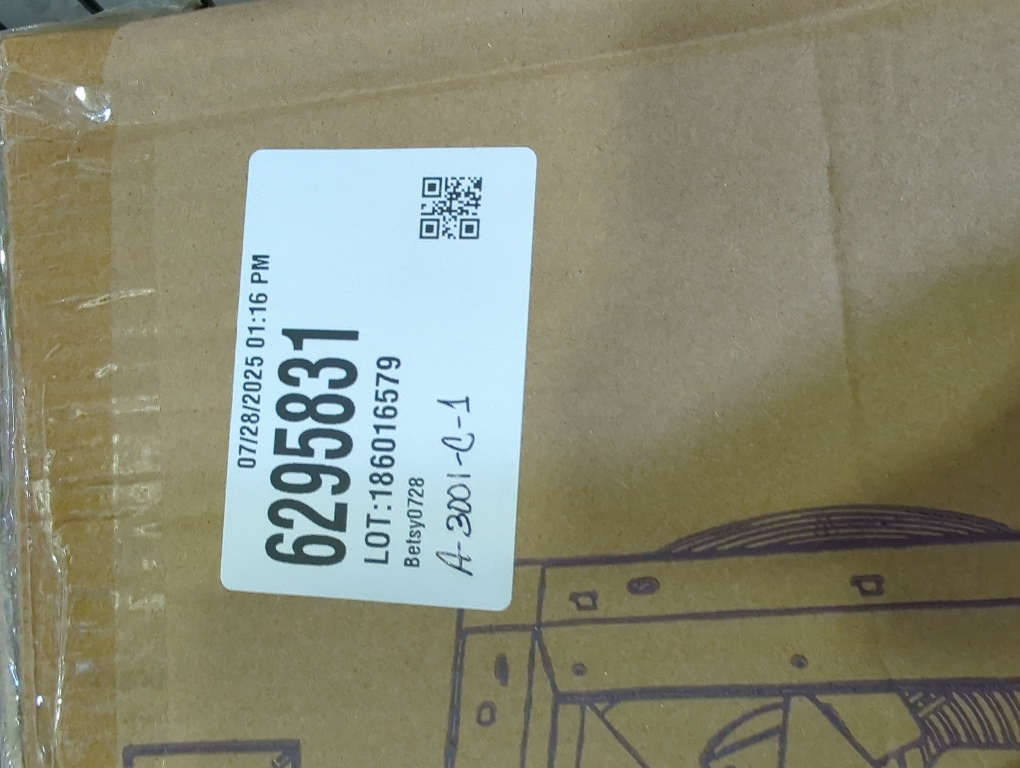 07/28/2025 01:16 PM
6295831
LOT:186016579
Betsy0728
A-3001-C-1